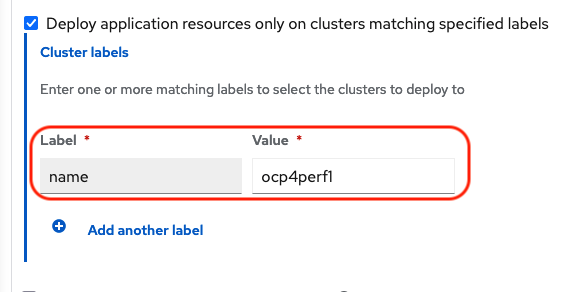 Deploy application resources only on clusters matching specified labels
Cluster labels
Enter one or more matching labels to select the clusters to deploy to
Label * Value *
name ocp4perf1
Add another label